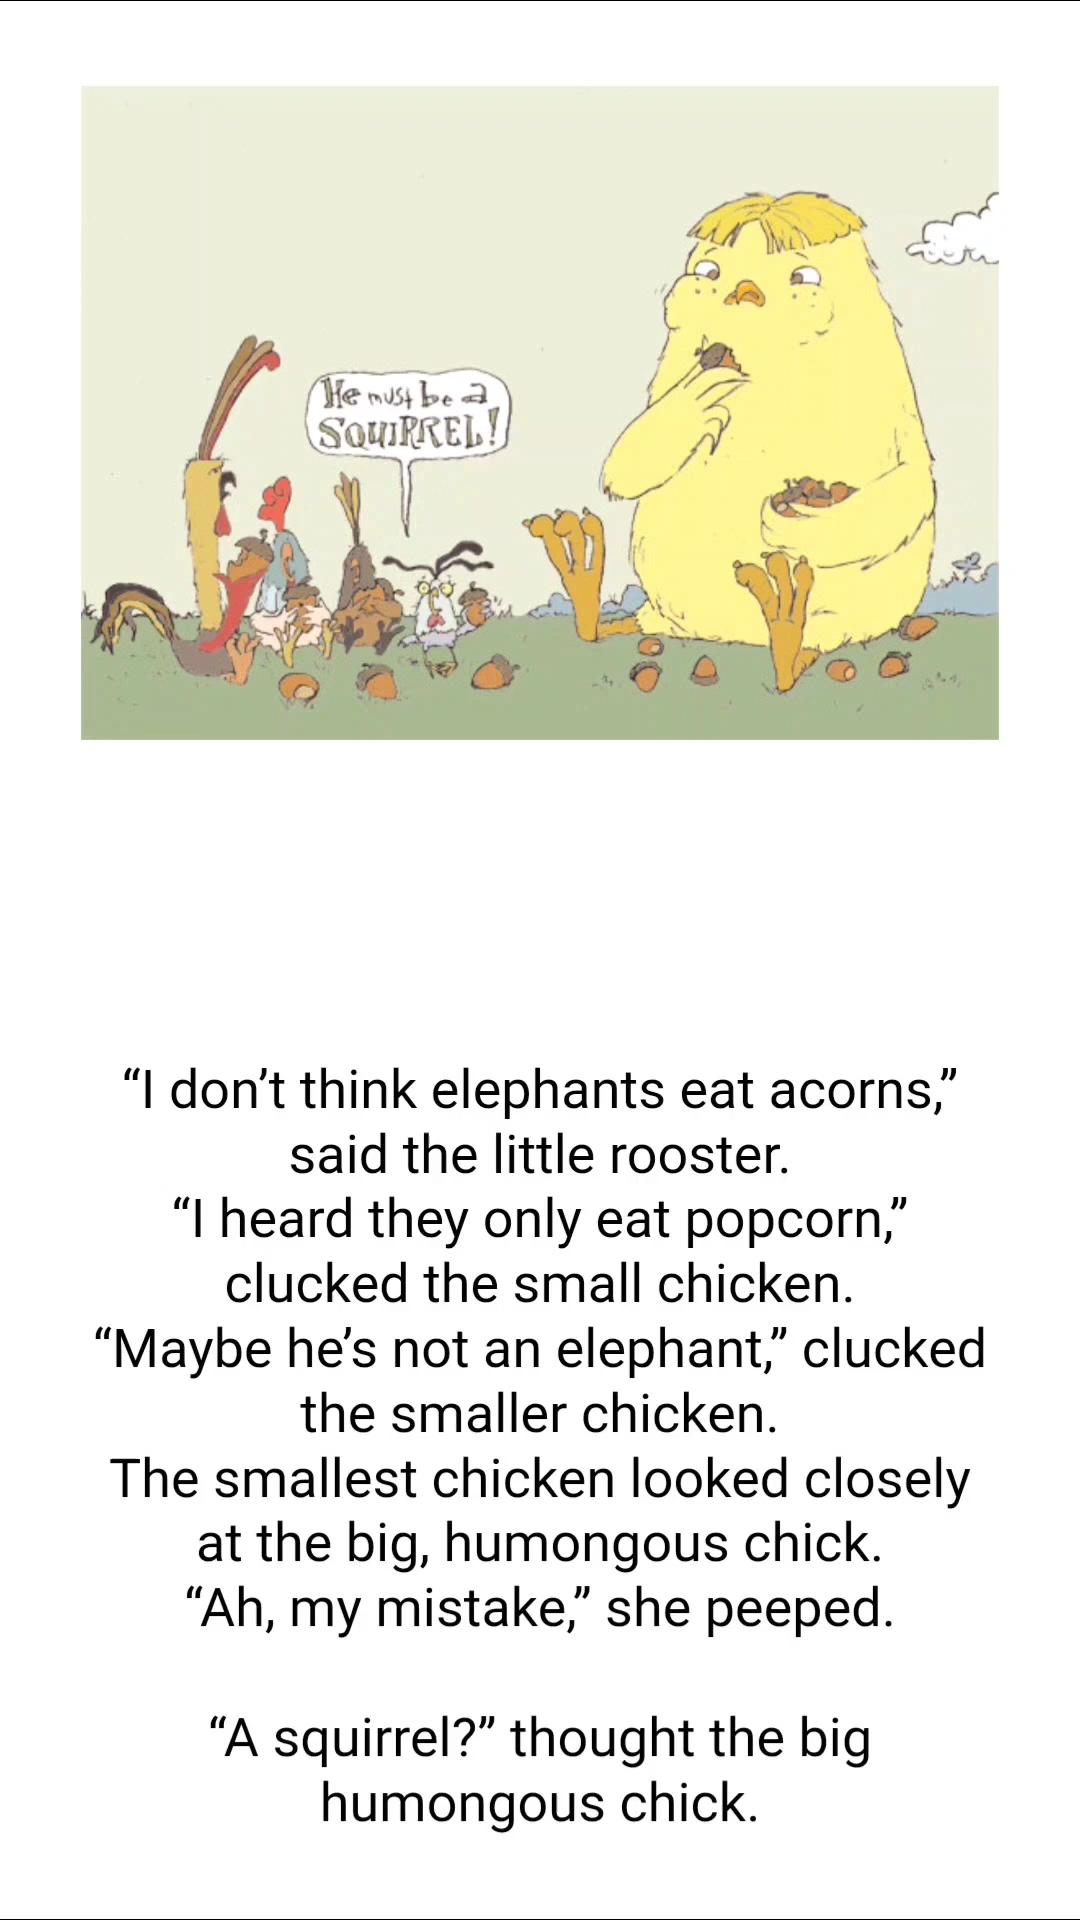 He must be a
SQUIRREL!
“I don’t think elephants eat acorns,”
said the little rooster.
“I heard they only eat popcorn,”
clucked the small chicken.
“Maybe he’s not an elephant,” clucked
the smaller chicken.
The smallest chicken looked closely
at the big, humongous chick.
“Ah, my mistake,” she peeped.
“A squirrel?” thought the big
humongous chick.